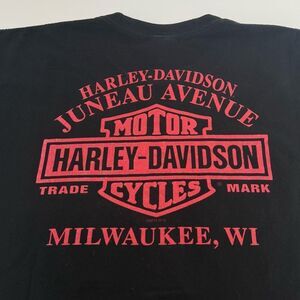 HARLEY-DAVIDSON
JUNEAU AVENUE
MOTOR
HARLEY-DAVIDSON
TRADE MARK
CYCLES
MILWAUKEE, WI